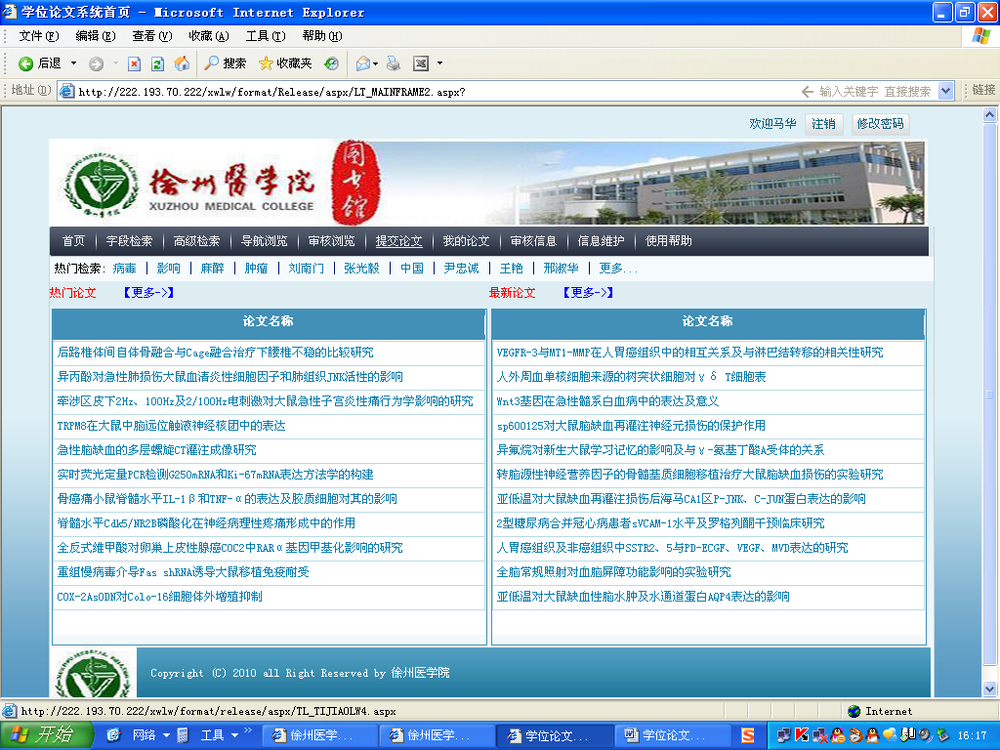 学位论文系统首页 - Microsoft Internet Explorer
文件(F) 编辑(E) 查看(V) 收藏(A) 工具(T) 帮助(H)
后退 搜索 收藏夹
地址(D) http://222.193.70.222/xwlw/format/Release/aspx/LT_MAINFRAME2.aspx? 输入关键字 直接搜索 链接
欢迎马华 注销 修改密码
徐州医学院 图书馆
XUZHOU MEDICAL COLLEGE
首页 字段检索 高级检索 导航浏览 审核浏览 提交论文 我的论文 审核信息 信息维护 使用帮助
热门检索: 病毒 | 影响 | 麻醉 | 肿瘤 | 刘南门 | 张光毅 | 中国 | 尹忠诚 | 王艳 | 邢淑华 | 更多...
热门论文 【更多->】 最新论文 【更多->】
论文名称 论文名称
后路椎体间自体骨融合与Cage融合治疗下腰椎不稳的比较研究
异丙酚对急性肺损伤大鼠血清炎性细胞因子和肺组织JNK活性的影响
牵涉区皮下2Hz、100Hz及2/100Hz电刺激对大鼠急性子宫炎性痛行为学影响的研究
TRPM8在大鼠中脑远位触液神经核团中的表达
急性脑缺血的多层螺旋CT灌注成像研究
实时荧光定量PCR检测G250mRNA和Ki-67mRNA表达方法学的构建
骨癌痛小鼠脊髓水平IL-1β和TNF-α的表达及胶质细胞对其的影响
脊髓水平Cdk5/NR2B磷酸化在神经病理性疼痛形成中的作用
全反式维甲酸对卵巢上皮性腺癌COC2中RARα基因甲基化影响的研究
重组慢病毒介导Fas shRNA诱导大鼠移植免疫耐受
COX-2AsODN对Colo-16细胞体外增殖抑制
VEGFR-3与MT1-MMP在人胃癌组织中的相互关系及与淋巴结转移的相关性研究
人外周血单核细胞来源的树突状细胞对γδ T细胞表
Wnt3基因在急性髓系白血病中的表达及意义
sp600125对大鼠脑缺血再灌注神经元损伤的保护作用
异氟烷对新生大鼠学习记忆的影响及与γ-氨基丁酸A受体的关系
转脑源性神经营养因子的骨髓基质细胞移植治疗大鼠脑缺血损伤的实验研究
亚低温对大鼠脑缺血再灌注损伤后海马CA1区P-JNK、C-JUN蛋白表达的影响
2型糖尿病合并冠心病患者sVCAM-1水平及罗格列酮干预临床研究
人胃癌组织及非癌组织中SSTR2、5与PD-ECGF、VEGF、MVD表达的研究
全脑常规照射对血脑屏障功能影响的实验研究
亚低温对大鼠缺血性脑水肿及水通道蛋白AQP4表达的影响
Copyright (C) 2010 all Right Reserved by 徐州医学院
http://222.193.70.222/xwlw/format/release/aspx/TL_TIJIAOLW4.aspx Internet
开始 网络 工具 徐州医学... 徐州医学... 学位论文... 学位论文... 16:17